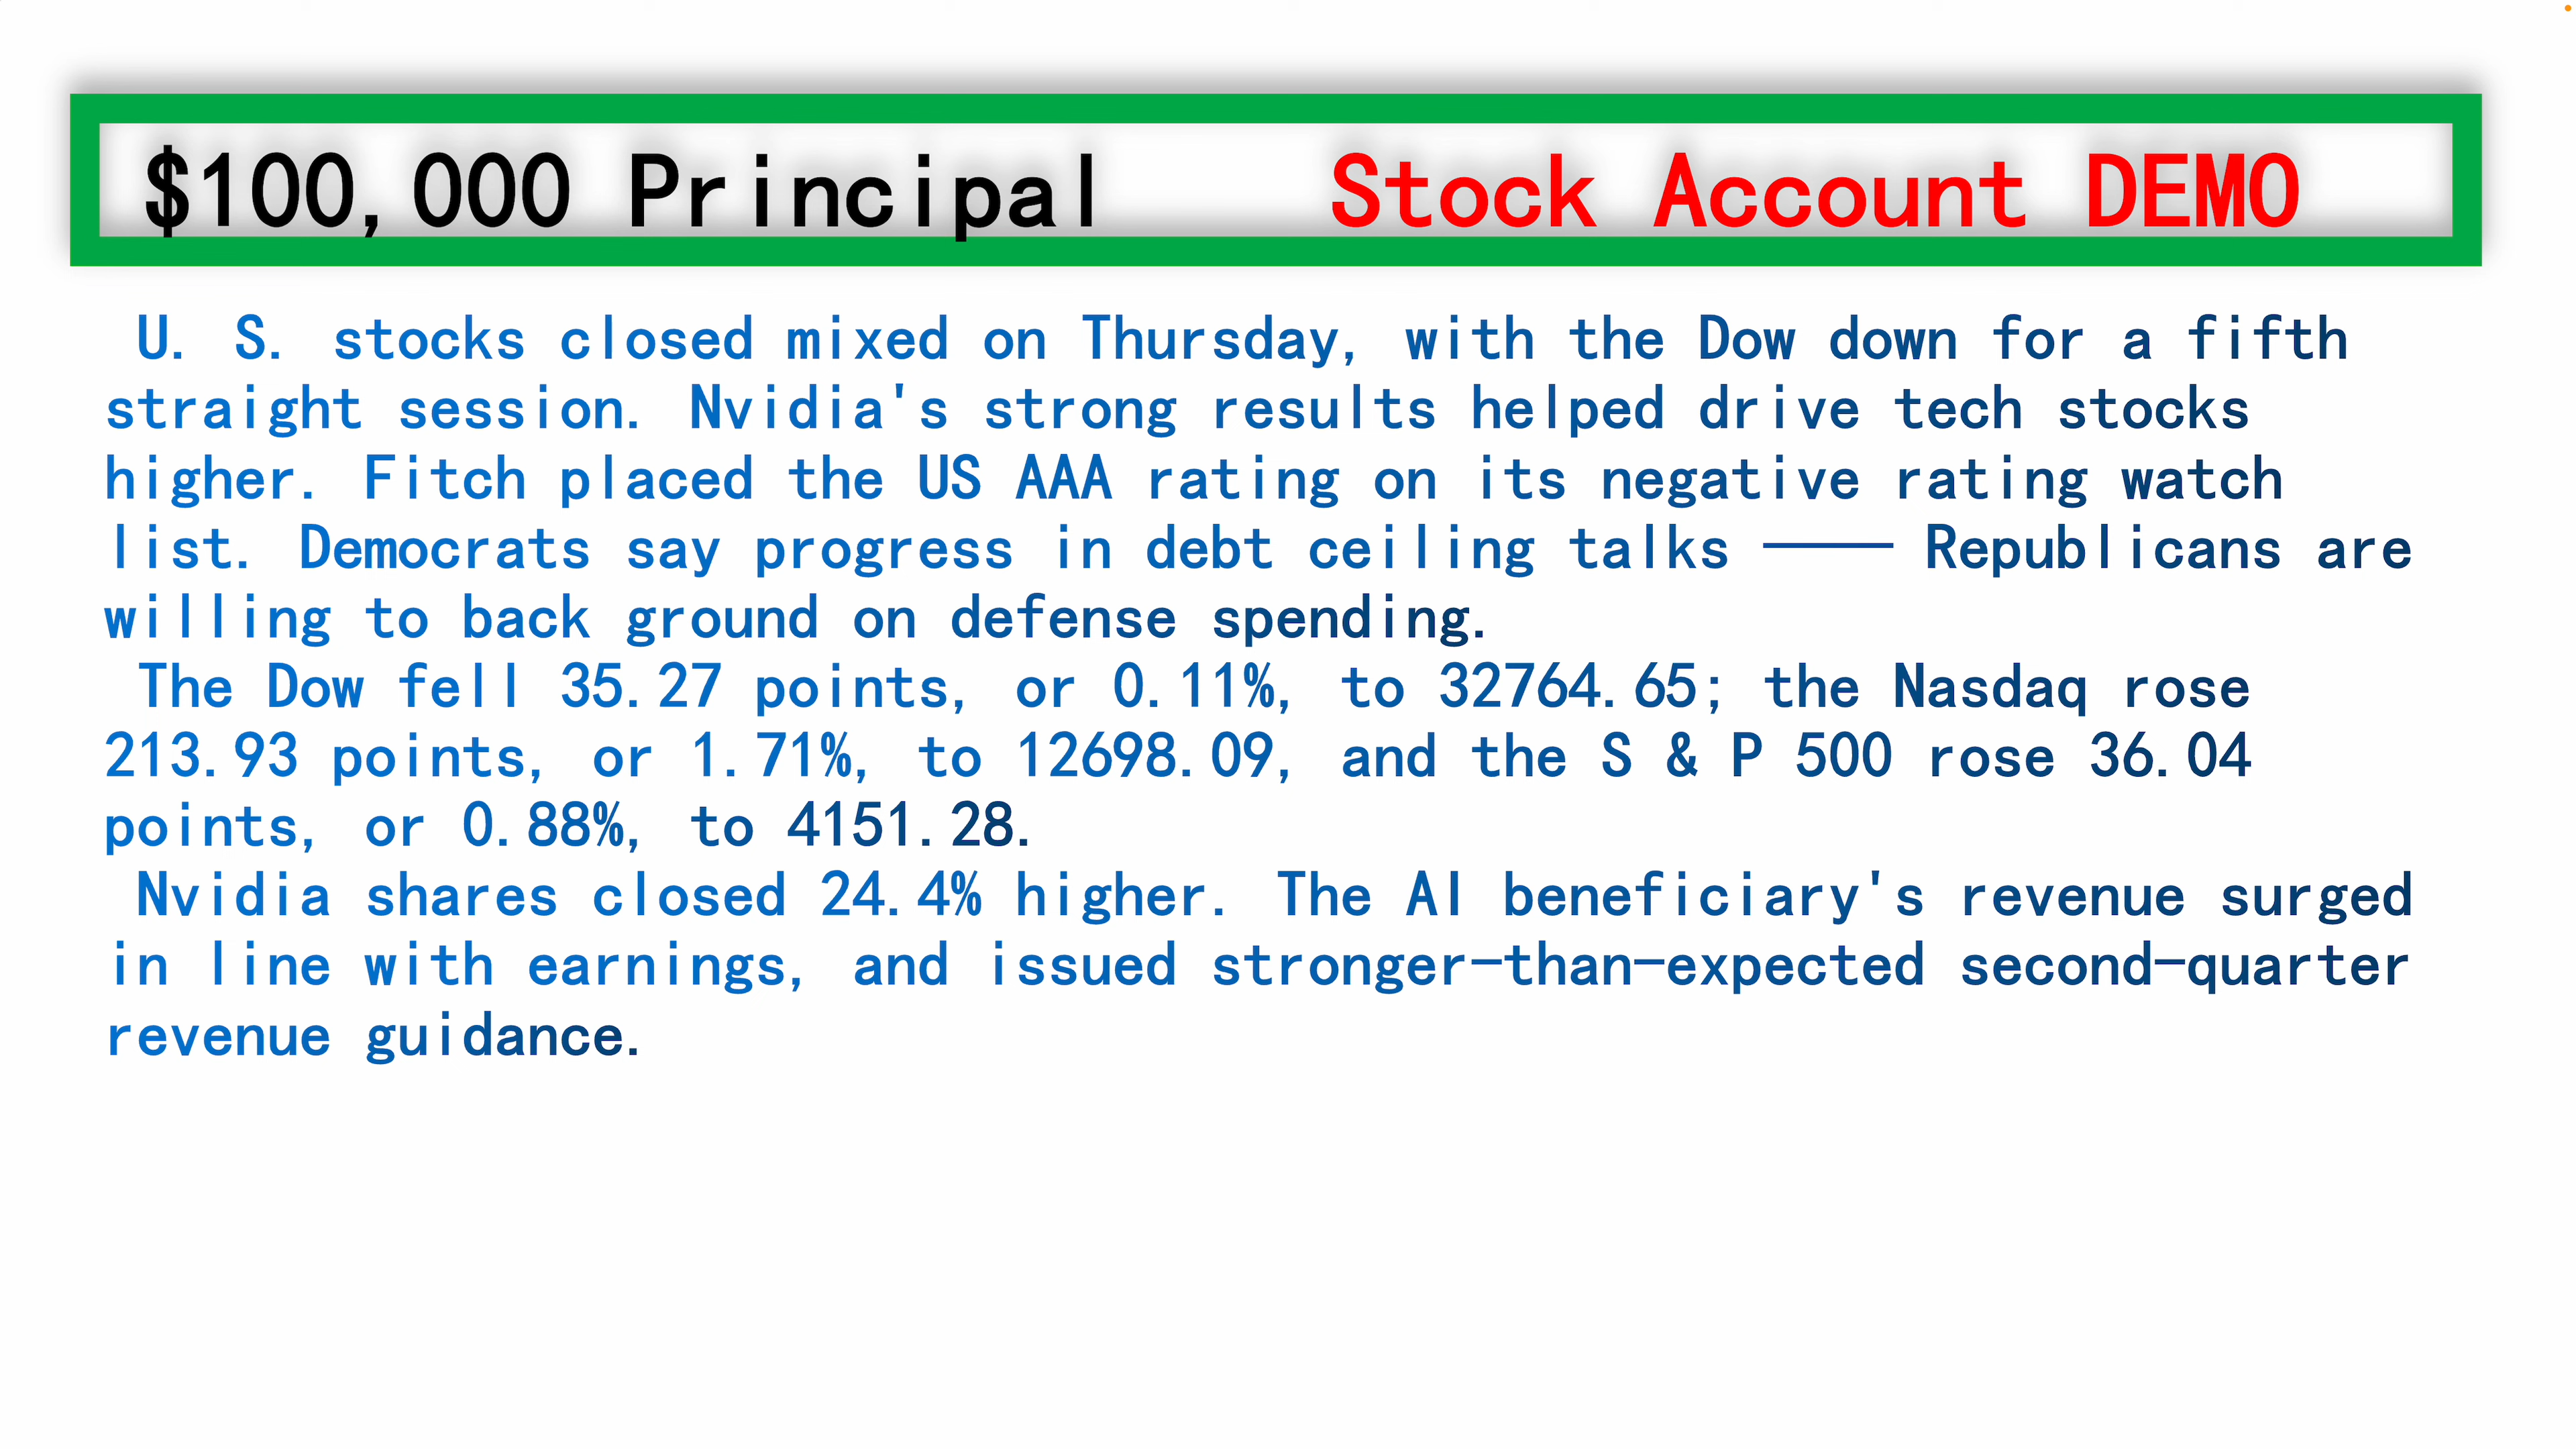 $100,000 Principal Stock Account DEMO
U. S. stocks closed mixed on Thursday, with the Dow down for a fifth
straight session. Nvidia's strong results helped drive tech stocks
higher. Fitch placed the US AAA rating on its negative rating watch
list. Democrats say progress in debt ceiling talks —— Republicans are
willing to back ground on defense spending.
The Dow fell 35.27 points, or 0.11%, to 32764.65; the Nasdaq rose
213.93 points, or 1.71%, to 12698.09, and the S & P 500 rose 36.04
points, or 0.88%, to 4151.28.
Nvidia shares closed 24.4% higher. The AI beneficiary's revenue surged
in line with earnings, and issued stronger-than-expected second-quarter
revenue guidance.